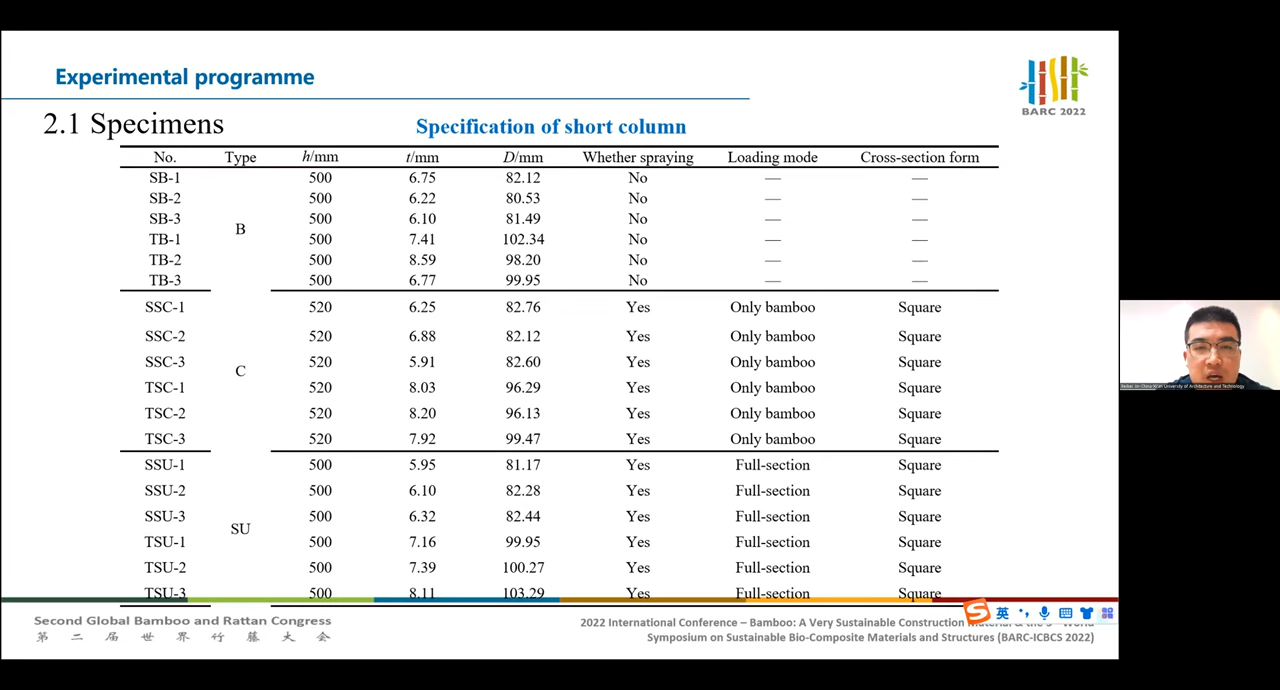 Experimental programme
BARC 2022
2.1 Specimens
Specification of short column
No. Type h/mm t/mm D/mm Whether spraying Loading mode Cross-section form
SB-1 500 6.75 82.12 No — —
SB-2 500 6.22 80.53 No — —
SB-3 500 6.10 81.49 No — —
B
TB-1 500 7.41 102.34 No — —
TB-2 500 8.59 98.20 No — —
TB-3 500 6.77 99.95 No — —
SSC-1 520 6.25 82.76 Yes Only bamboo Square
SSC-2 520 6.88 82.12 Yes Only bamboo Square
SSC-3 520 5.91 82.60 Yes Only bamboo Square
C
TSC-1 520 8.03 96.29 Yes Only bamboo Square
TSC-2 520 8.20 96.13 Yes Only bamboo Square
TSC-3 520 7.92 99.47 Yes Only bamboo Square
SSU-1 500 5.95 81.17 Yes Full-section Square
SSU-2 500 6.10 82.28 Yes Full-section Square
SSU-3 500 6.32 82.44 Yes Full-section Square
SU
TSU-1 500 7.16 99.95 Yes Full-section Square
TSU-2 500 7.39 100.27 Yes Full-section Square
TSU-3 500 8.11 103.29 Yes Full-section Square
S 英
Second Global Bamboo and Rattan Congress
第 二 届 世 界 竹 藤 大 会
2022 International Conference – Bamboo: A Very Sustainable Construction
Symposium on Sustainable Bio-Composite Materials and Structures (BARC-ICBCS 2022)
University of Architecture and Technology